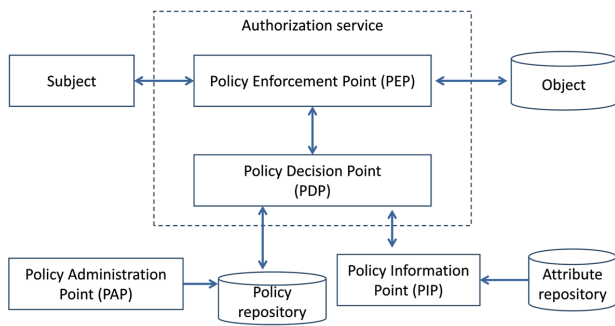 Authorization service
Subject
Policy Enforcement Point (PEP)
Object
Policy Decision Point
(PDP)
Policy Administration
Point (PAP)
Policy
repository
Policy Information
Point (PIP)
Attribute
repository